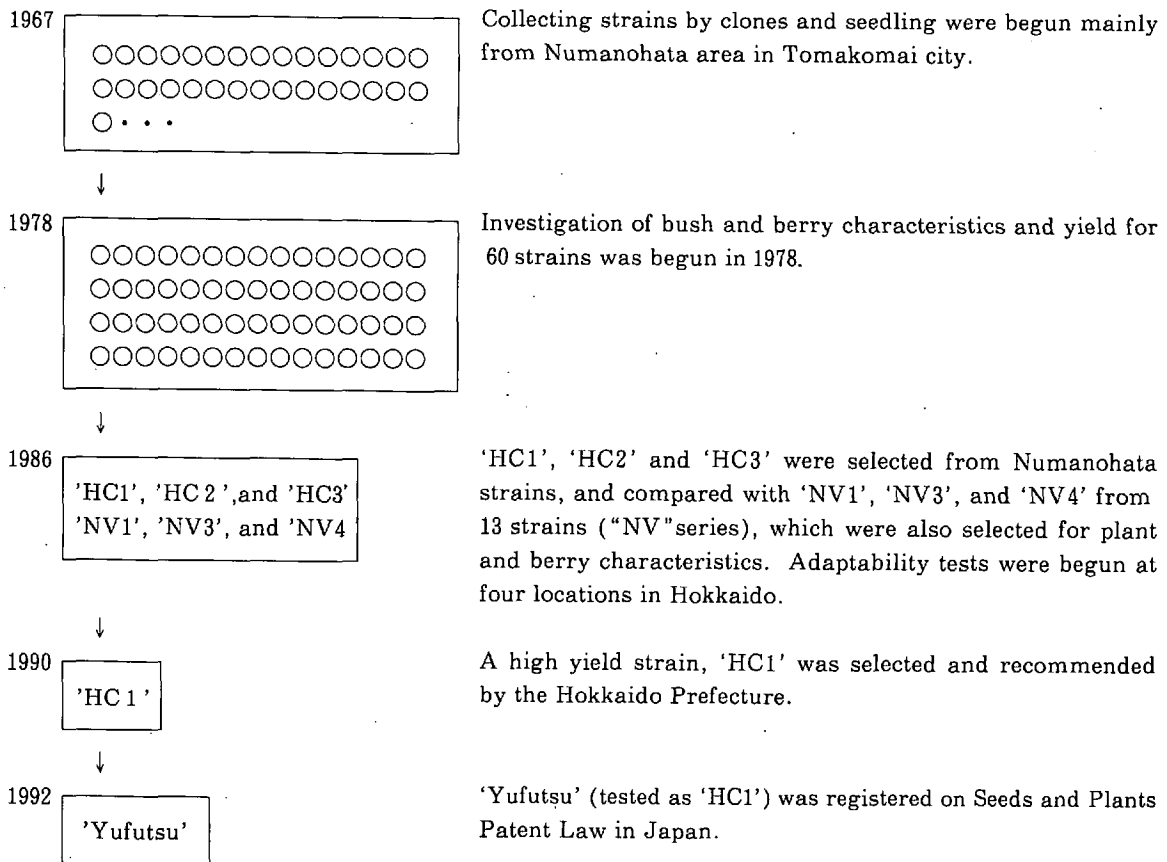 1967
Collecting strains by clones and seedling were begun mainly
from Numanohata area in Tomakomai city.
○○○○○○○○○○○○○○○
○○○○○○○○○○○○○○○
○ · · ·
↓
1978
Investigation of bush and berry characteristics and yield for
60 strains was begun in 1978.
○○○○○○○○○○○○○○○
○○○○○○○○○○○○○○○
○○○○○○○○○○○○○○○
○○○○○○○○○○○○○○○
↓
1986
'HC1', 'HC 2 ',and 'HC3'
'NV1', 'NV3', and 'NV4
'HC1', 'HC2' and 'HC3' were selected from Numanohata
strains, and compared with 'NV1', 'NV3', and 'NV4' from
13 strains ("NV"series), which were also selected for plant
and berry characteristics. Adaptability tests were begun at
four locations in Hokkaido.
↓
1990
'HC 1 '
A high yield strain, 'HC1' was selected and recommended
by the Hokkaido Prefecture.
↓
1992
'Yufutsu'
'Yufutsu' (tested as 'HC1') was registered on Seeds and Plants
Patent Law in Japan.